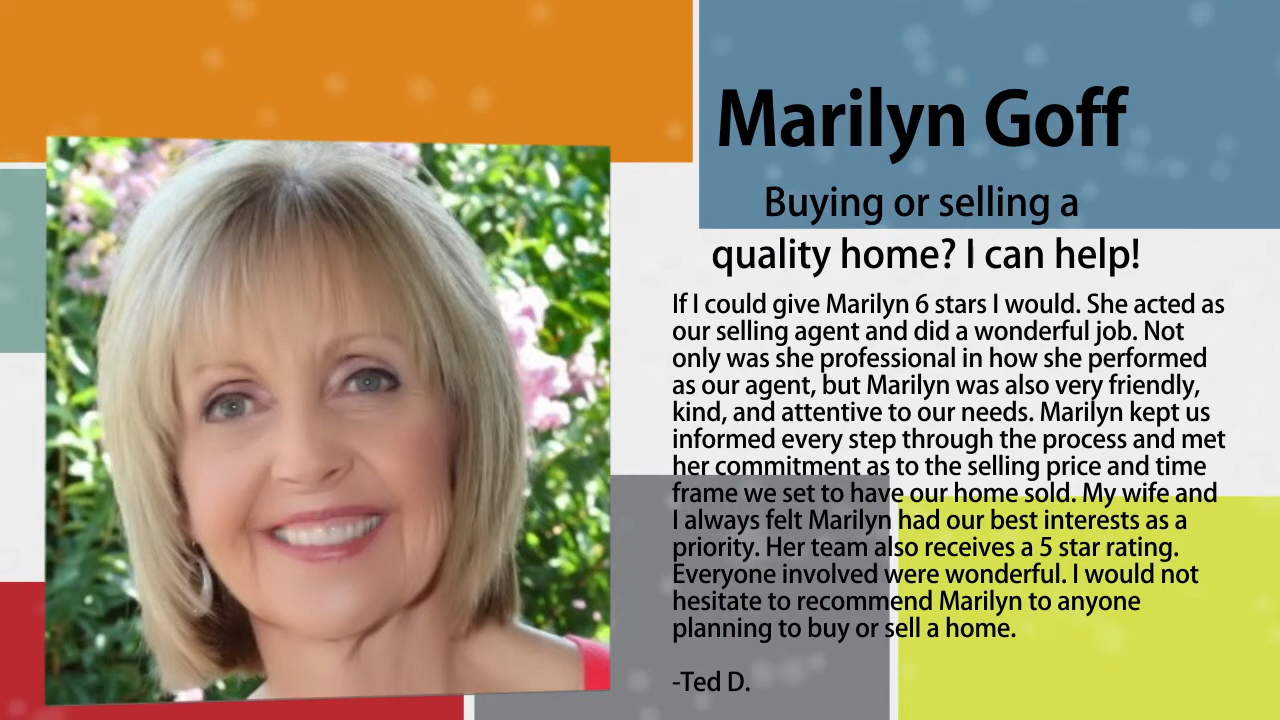 Marilyn Goff
Buying or selling a
quality home? I can help!
If I could give Marilyn 6 stars I would. She acted as
our selling agent and did a wonderful job. Not
only was she professional in how she performed
as our agent, but Marilyn was also very friendly,
kind, and attentive to our needs. Marilyn kept us
informed every step through the process and met
her commitment as to the selling price and time
frame we set to have our home sold. My wife and
I always felt Marilyn had our best interests as a
priority. Her team also receives a 5 star rating.
Everyone involved were wonderful. I would not
hesitate to recommend Marilyn to anyone
planning to buy or sell a home.
-Ted D.